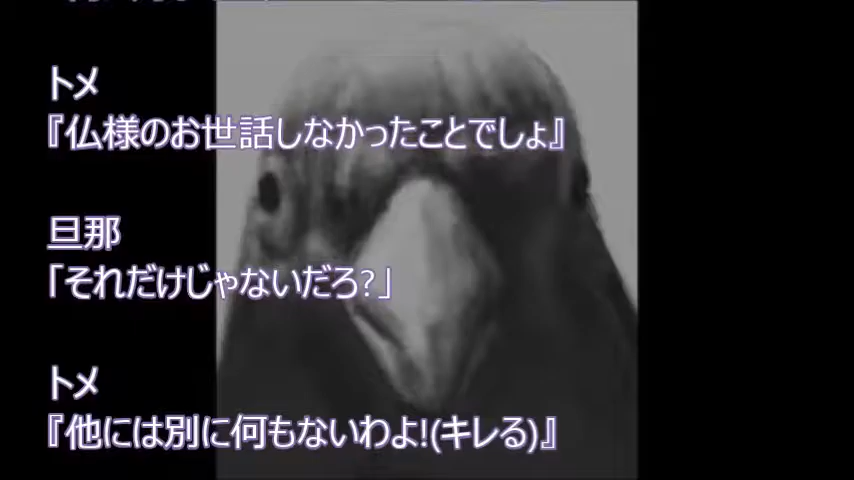 トメ
『仏様のお世話しなかったことでしょ』
旦那
「それだけじゃないだろ?」
トメ
『他には別に何もないわよ!(キレる)』